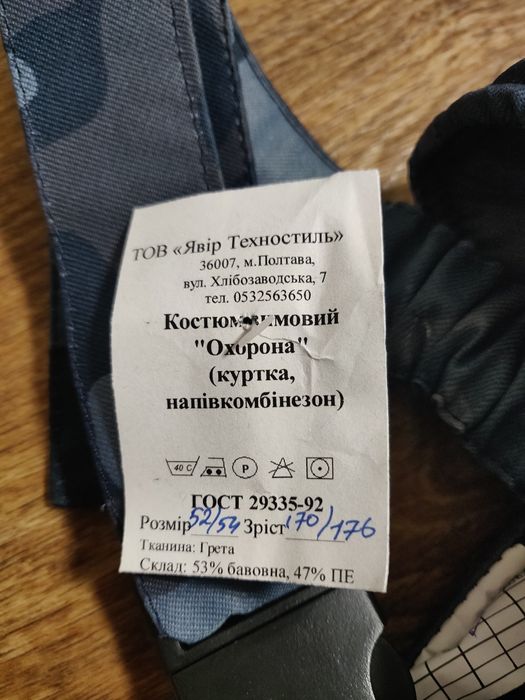 ТОВ «Явір Техностиль»
36007, м.Полтава,
вул. Хлібозаводська, 7
тел. 0532563650
Костюм зимовий
"Охорона"
(куртка,
напівкомбінезон)
40 C P
ГОСТ 29335-92
Розмір 52/54 Зріст 170/176
Тканина: Грета
Склад: 53% бавовна, 47% ПЕ